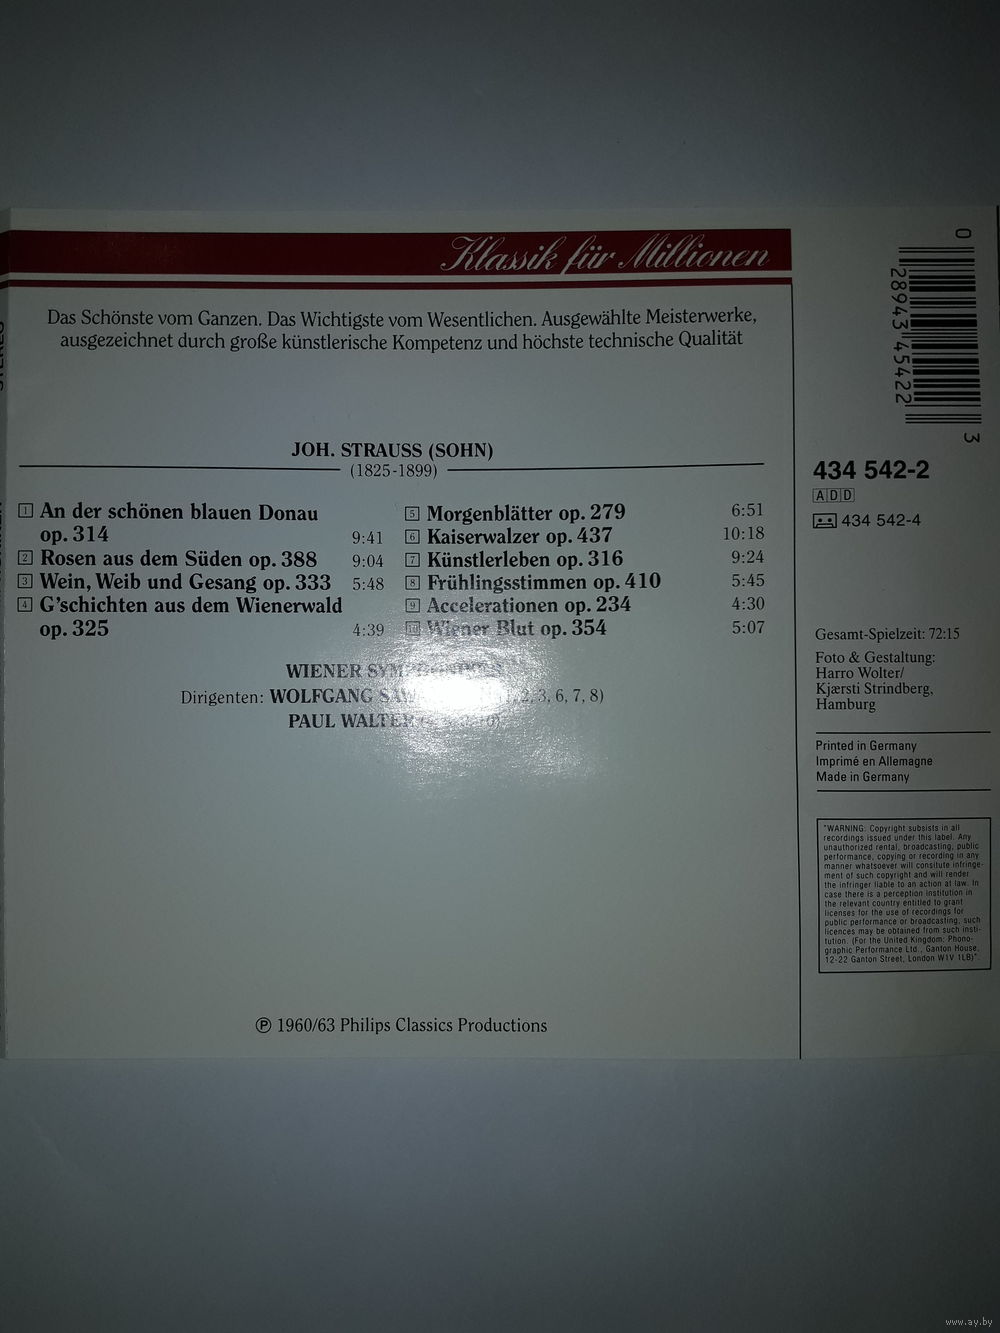 Klassik für Millionen
Das Schönste vom Ganzen. Das Wichtigste vom Wesentlichen. Ausgewählte Meisterwerke,
ausgezeichnet durch große künstlerische Kompetenz und höchste technische Qualität
JOH. STRAUSS (SOHN)
(1825-1899)
1 An der schönen blauen Donau
op. 314 9:41
2 Rosen aus dem Süden op. 388 9:04
3 Wein, Weib und Gesang op. 333 5:48
4 G'schichten aus dem Wienerwald
op. 325 4:39
5 Morgenblätter op. 279 6:51
6 Kaiserwalzer op. 437 10:18
7 Künstlerleben op. 316 9:24
8 Frühlingsstimmen op. 410 5:45
9 Accelerationen op. 234 4:30
10 Wiener Blut op. 354 5:07
WIENER
Dirigenten: WOLFGANG 2, 3, 6, 7, 8)
PAUL WALTER
℗ 1960/63 Philips Classics Productions
STEREO
0 28943 45422 3
434 542-2
ADD
434 542-4
Gesamt-Spielzeit: 72:15
Foto & Gestaltung:
Harro Wolter/
Kjærsti Strindberg,
Hamburg
Printed in Germany
Imprimé en Allemagne
Made in Germany
"WARNING: Copyright subsists in all
recordings issued under this label. Any
unauthorized rental, broadcasting, public
performance, copying or recording in any
manner whatsoever will consitute infringe-
ment of such copyright and will render
the infringer liable to an action at law. In
case there is a perception institution in
the relevant country entitled to grant
licenses for the use of recordings for
public performance or broadcasting, such
licences may be obtained from such insti-
tution. (For the United Kingdom: Phono-
graphic Performance Ltd., Ganton House,
12-22 Ganton Street, London W1V 1LB)".
www.ay.by